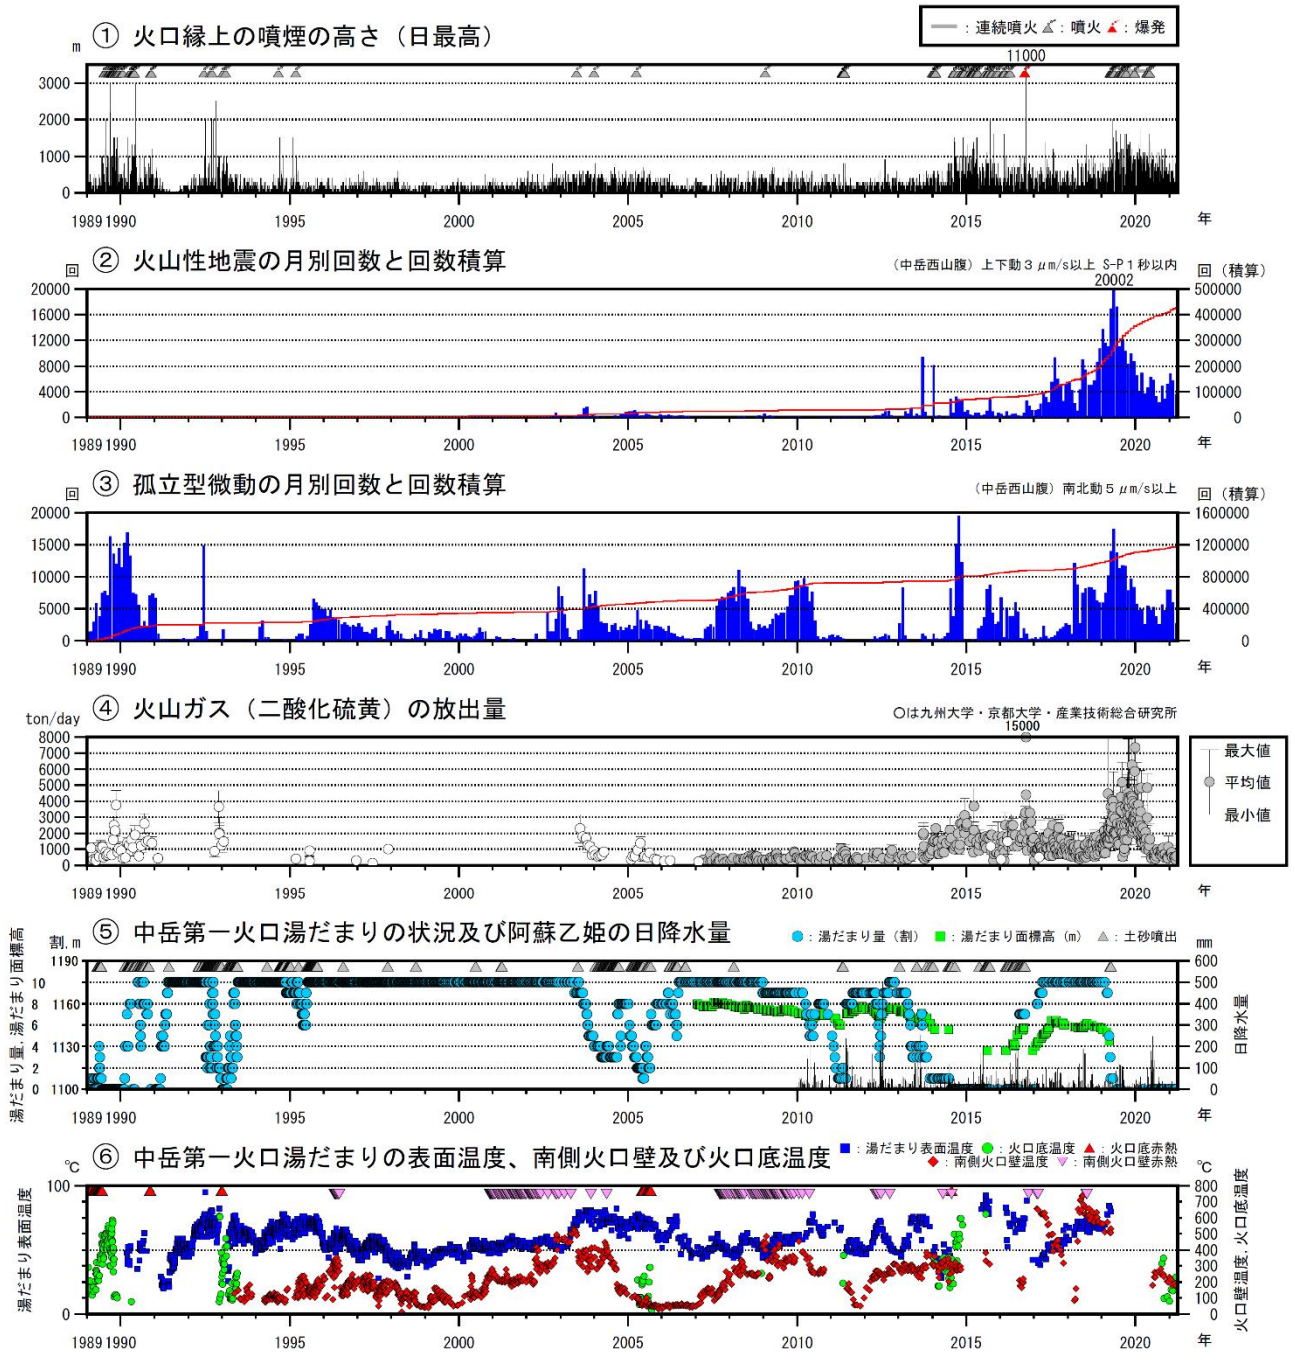 ━ : 連続噴火 : 噴火 : 爆発
① 火口縁上の噴煙の高さ (日最高)
m
11000
3000
2000
1000
0
1989 1990 1995 2000 2005 2010 2015 2020 年
② 火山性地震の月別回数と回数積算
(中岳西山腹) 上下動3μm/s以上 S-P1秒以内
回
20002
回 (積算)
20000 500000
16000 400000
12000 300000
8000 200000
4000 100000
0 0
1989 1990 1995 2000 2005 2010 2015 2020 年
③ 孤立型微動の月別回数と回数積算
(中岳西山腹) 南北動5μm/s以上
回 回 (積算)
20000 1600000
15000 1200000
10000 800000
5000 400000
0 0
1989 1990 1995 2000 2005 2010 2015 2020 年
④ 火山ガス (二酸化硫黄) の放出量
ton/day
○は九州大学・京都大学・産業技術総合研究所
15000
8000
7000
6000
5000
4000
3000
2000
1000
0
最大値
平均値
最小値
1989 1990 1995 2000 2005 2010 2015 2020 年
⑤ 中岳第一火口湯だまりの状況及び阿蘇乙姫の日降水量
: 湯だまり量 (割) : 湯だまり面標高 (m) : 土砂噴出
割, m mm
湯だまり量, 湯だまり面標高
日降水量
1190 600
10 500
8 1160 400
6 300
4 1130 200
2 100
0 1100 0
1989 1990 1995 2000 2005 2010 2015 2020 年
⑥ 中岳第一火口湯だまりの表面温度、南側火口壁及び火口底温度
: 湯だまり表面温度 : 火口底温度 : 火口底赤熱
: 南側火口壁温度 : 南側火口壁赤熱
℃ ℃
湯だまり表面温度
火口壁温度, 火口底温度
100 800
700
600
500
50 400
300
200
100
0 0
1989 1990 1995 2000 2005 2010 2015 2020 年